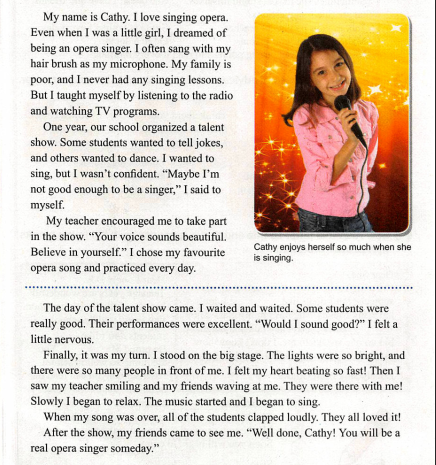 My name is Cathy. I love singing opera.
Even when I was a little girl, I dreamed of
being an opera singer. I often sang with my
hair brush as my microphone. My family is
poor, and I never had any singing lessons.
But I taught myself by listening to the radio
and watching TV programs.
One year, our school organized a talent
show. Some students wanted to tell jokes,
and others wanted to dance. I wanted to
sing, but I wasn't confident. “Maybe I'm
not good enough to be a singer,” I said to
myself.
My teacher encouraged me to take part
in the show. “Your voice sounds beautiful.
Believe in yourself.” I chose my favourite
opera song and practiced every day.
Cathy enjoys herself so much when she
is singing.
The day of the talent show came. I waited and waited. Some students were
really good. Their performances were excellent. “Would I sound good?” I felt a
little nervous.
Finally, it was my turn. I stood on the big stage. The lights were so bright, and
there were so many people in front of me. I felt my heart beating so fast! Then I
saw my teacher smiling and my friends waving at me. They were there with me!
Slowly I began to relax. The music started and I began to sing.
When my song was over, all of the students clapped loudly. They all loved it!
After the show, my friends came to see me. “Well done, Cathy! You will be a
real opera singer someday.”